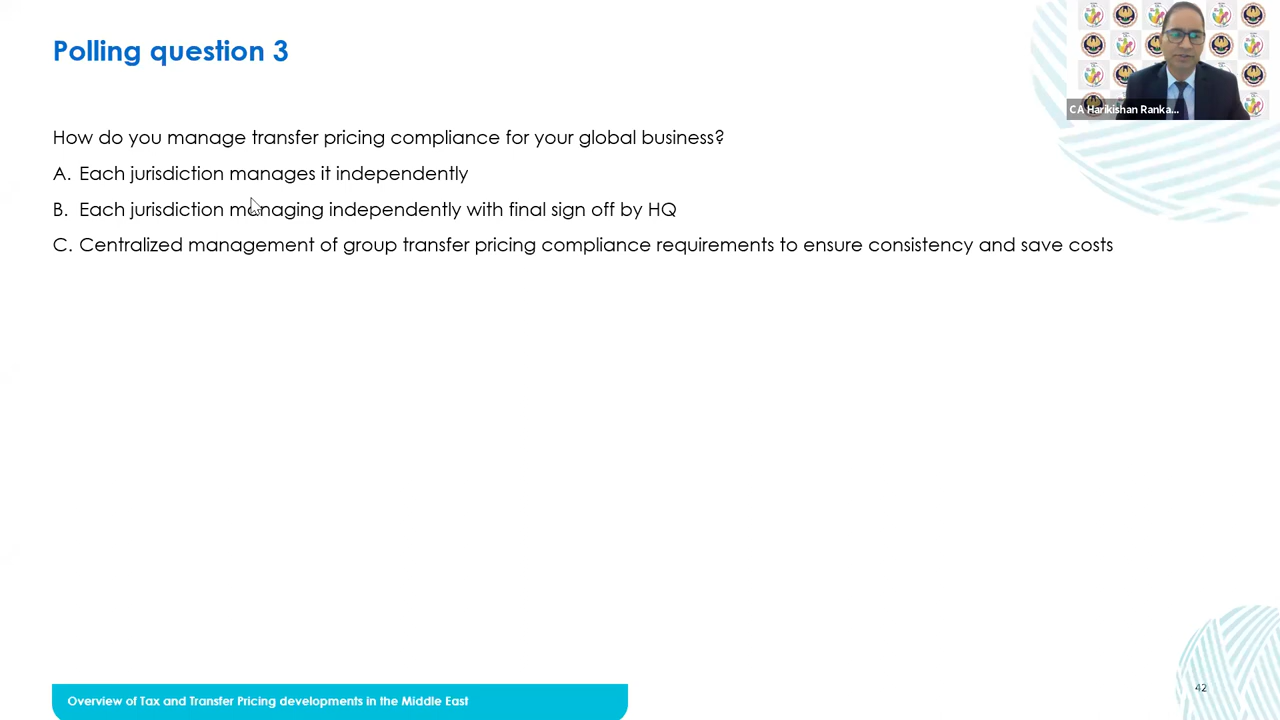 Polling question 3
CA Harikishan Ranka...
How do you manage transfer pricing compliance for your global business?
A. Each jurisdiction manages it independently
B. Each jurisdiction managing independently with final sign off by HQ
C. Centralized management of group transfer pricing compliance requirements to ensure consistency and save costs
Overview of Tax and Transfer Pricing developments in the Middle East
42